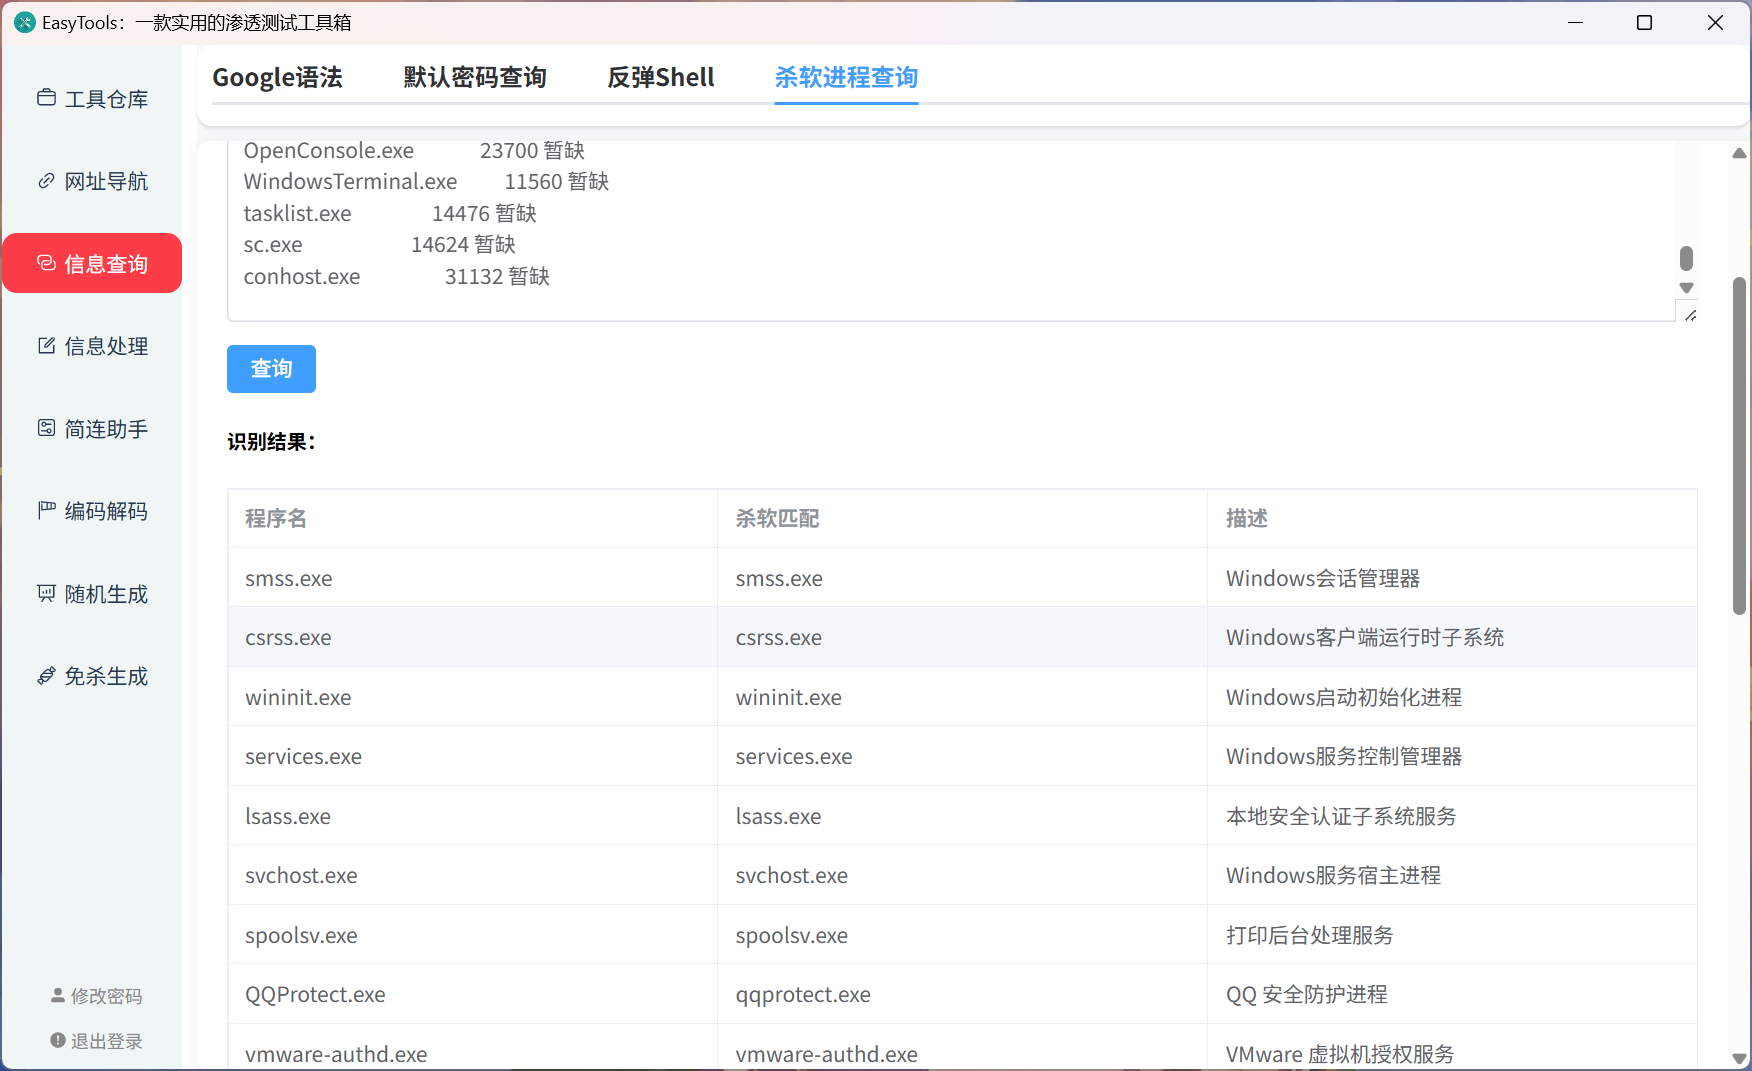 EasyTools：一款实用的渗透测试工具箱
Google语法 默认密码查询 反弹Shell 杀软进程查询
工具仓库
网址导航
信息查询
信息处理
简连助手
编码解码
随机生成
免杀生成
修改密码
退出登录
OpenConsole.exe 23700 暂缺
WindowsTerminal.exe 11560 暂缺
tasklist.exe 14476 暂缺
sc.exe 14624 暂缺
conhost.exe 31132 暂缺
查询
识别结果：
程序名 杀软匹配 描述
smss.exe smss.exe Windows会话管理器
csrss.exe csrss.exe Windows客户端运行时子系统
wininit.exe wininit.exe Windows启动初始化进程
services.exe services.exe Windows服务控制管理器
lsass.exe lsass.exe 本地安全认证子系统服务
svchost.exe svchost.exe Windows服务宿主进程
spoolsv.exe spoolsv.exe 打印后台处理服务
QQProtect.exe qqprotect.exe QQ 安全防护进程
vmware-authd.exe vmware-authd.exe VMware 虚拟机授权服务